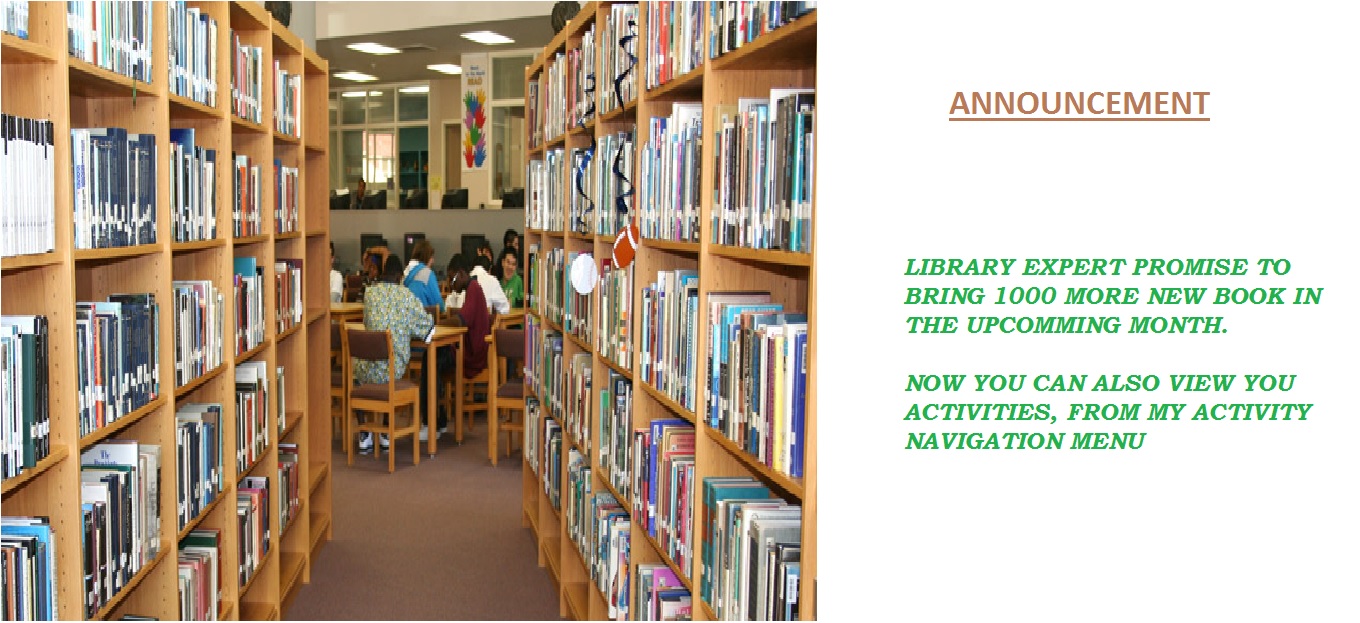 READ
ANNOUNCEMENT
LIBRARY EXPERT PROMISE TO
BRING 1000 MORE NEW BOOK IN
THE UPCOMMING MONTH.
NOW YOU CAN ALSO VIEW YOU
ACTIVITIES, FROM MY ACTIVITY
NAVIGATION MENU